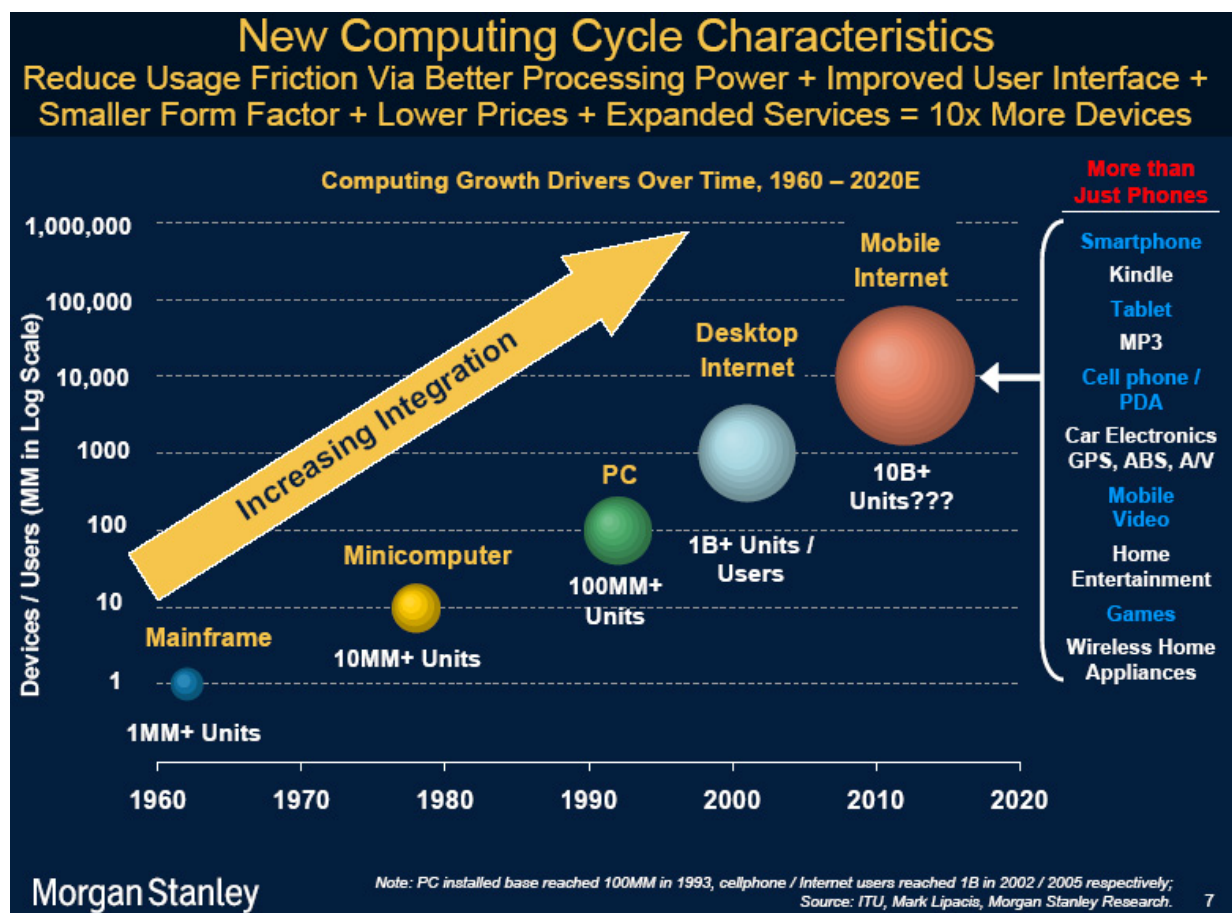 New Computing Cycle Characteristics
Reduce Usage Friction Via Better Processing Power + Improved User Interface +
Smaller Form Factor + Lower Prices + Expanded Services = 10x More Devices
Computing Growth Drivers Over Time, 1960 – 2020E
More than
Just Phones
Devices / Users (MM in Log Scale)
1,000,000
100,000
10,000
1000
100
10
1
Increasing Integration
Mainframe
1MM+ Units
Minicomputer
10MM+ Units
PC
100MM+
Units
Desktop
Internet
1B+ Units /
Users
Mobile
Internet
10B+
Units???
Smartphone
Kindle
Tablet
MP3
Cell phone /
PDA
Car Electronics
GPS, ABS, A/V
Mobile
Video
Home
Entertainment
Games
Wireless Home
Appliances
1960
1970
1980
1990
2000
2010
2020
Morgan Stanley
Note: PC installed base reached 100MM in 1993, cellphone / Internet users reached 1B in 2002 / 2005 respectively;
Source: ITU, Mark Lipacis, Morgan Stanley Research.
7